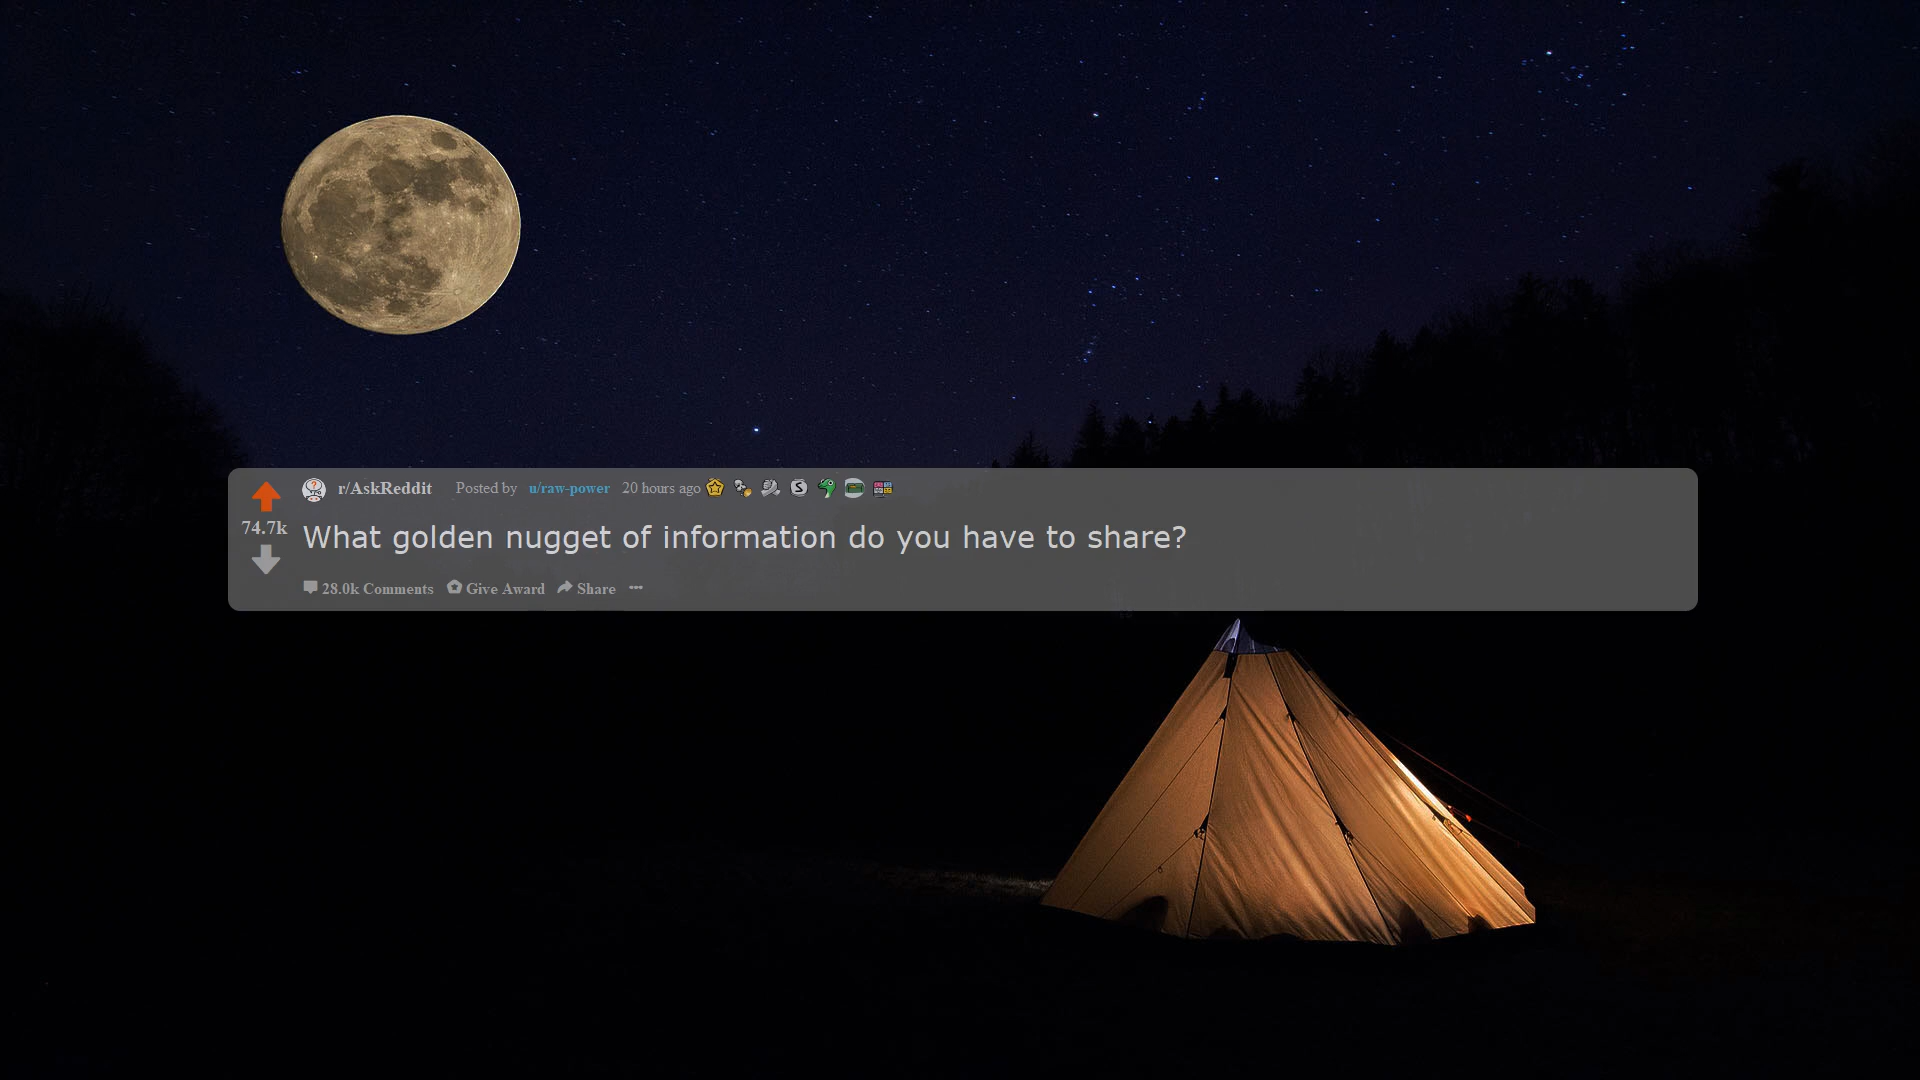 r/AskReddit Posted by u/raw-power 20 hours ago
74.7k
What golden nugget of information do you have to share?
28.0k Comments Give Award Share ···